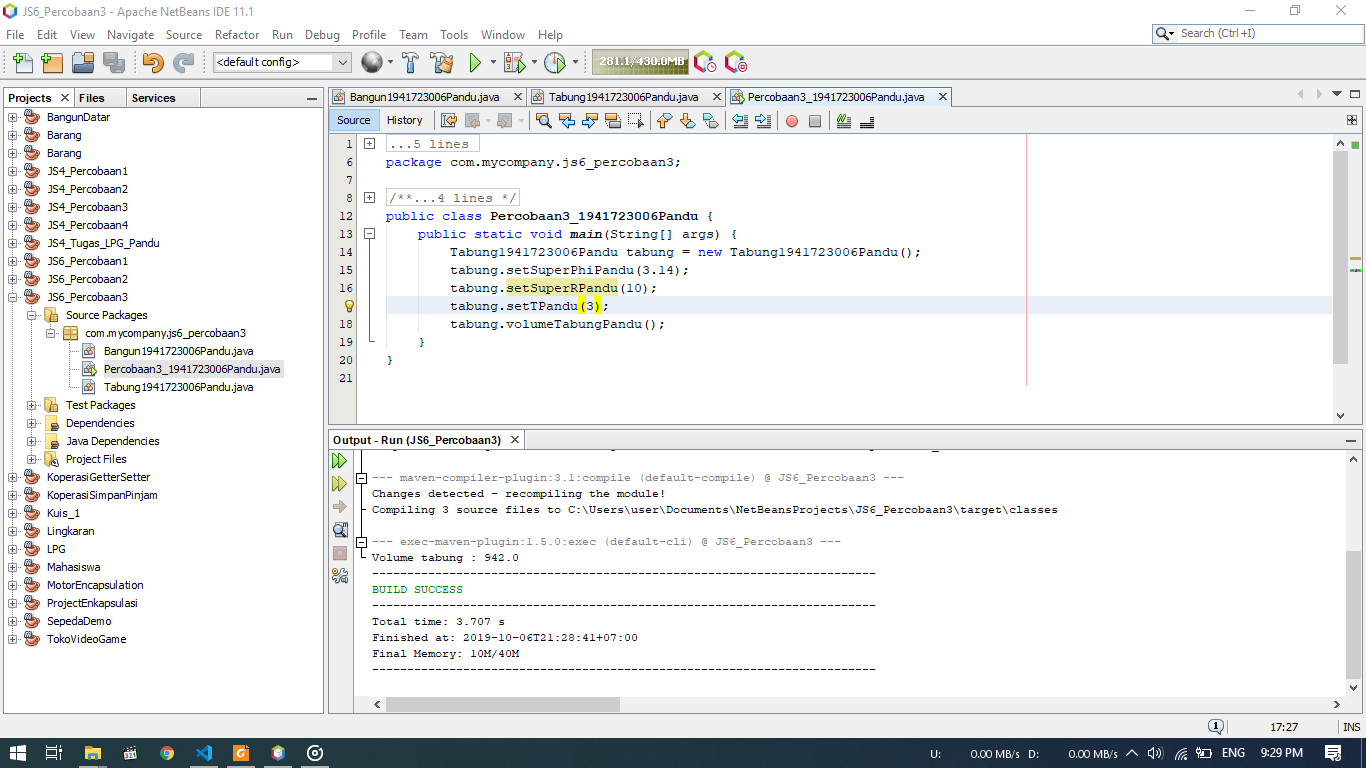 JS6_Percobaan3 - Apache NetBeans IDE 11.1
File Edit View Navigate Source Refactor Run Debug Profile Team Tools Window Help
Search (Ctrl+I)
<default config>
281.1/430.0MB
Projects Files Services
BangunDatar
Barang
Barang
JS4_Percobaan1
JS4_Percobaan2
JS4_Percobaan3
JS4_Percobaan4
JS4_Tugas_LPG_Pandu
JS6_Percobaan1
JS6_Percobaan2
JS6_Percobaan3
Source Packages
com.mycompany.js6_percobaan3
Bangun1941723006Pandu.java
Percobaan3_1941723006Pandu.java
Tabung1941723006Pandu.java
Test Packages
Dependencies
Java Dependencies
Project Files
KoperasiGetterSetter
KoperasiSimpanPinjam
Kuis_1
Lingkaran
LPG
Mahasiswa
MotorEncapsulation
ProjectEnkapsulasi
SepedaDemo
TokoVideoGame
Bangun1941723006Pandu.java Tabung1941723006Pandu.java Percobaan3_1941723006Pandu.java
Source History
1 ...5 lines
6 package com.mycompany.js6_percobaan3;
7
8 /**...4 lines */
12 public class Percobaan3_1941723006Pandu {
13 public static void main(String[] args) {
14 Tabung1941723006Pandu tabung = new Tabung1941723006Pandu();
15 tabung.setSuperPhiPandu(3.14);
16 tabung.setSuperRPandu(10);
tabung.setTPandu(3);
18 tabung.volumeTabungPandu();
19 }
20 }
21
Output - Run (JS6_Percobaan3)
--- maven-compiler-plugin:3.1:compile (default-compile) @ JS6_Percobaan3 ---
Changes detected - recompiling the module!
Compiling 3 source files to C:\Users\user\Documents\NetBeansProjects\JS6_Percobaan3\target\classes
--- exec-maven-plugin:1.5.0:exec (default-cli) @ JS6_Percobaan3 ---
Volume tabung : 942.0
------------------------------------------------------------------------
BUILD SUCCESS
------------------------------------------------------------------------
Total time: 3.707 s
Finished at: 2019-10-06T21:28:41+07:00
Final Memory: 10M/40M
------------------------------------------------------------------------
1 17:27 INS
U: 0.00 MB/s D: 0.00 MB/s ENG 9:29 PM